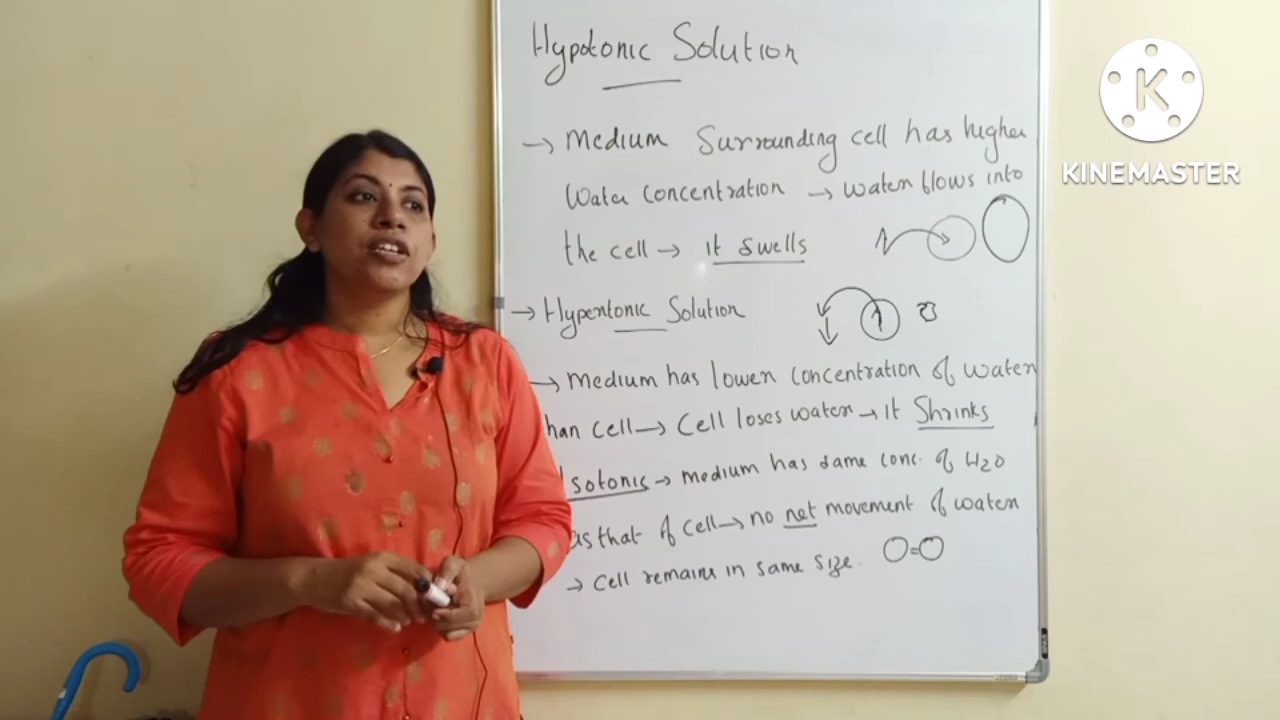 Hypotonic Solution
→ Medium Surrounding cell has higher
Water concentration → water flows into
the cell → It swells
→ Hypertonic Solution
→ Medium has lower concentration of water
han cell → Cell loses water → It Shrinks
sotonic → medium has same conc. of H2O
as that of cell → no net movement of water
→ Cell remains in same size. O=O
K
KINEMASTER